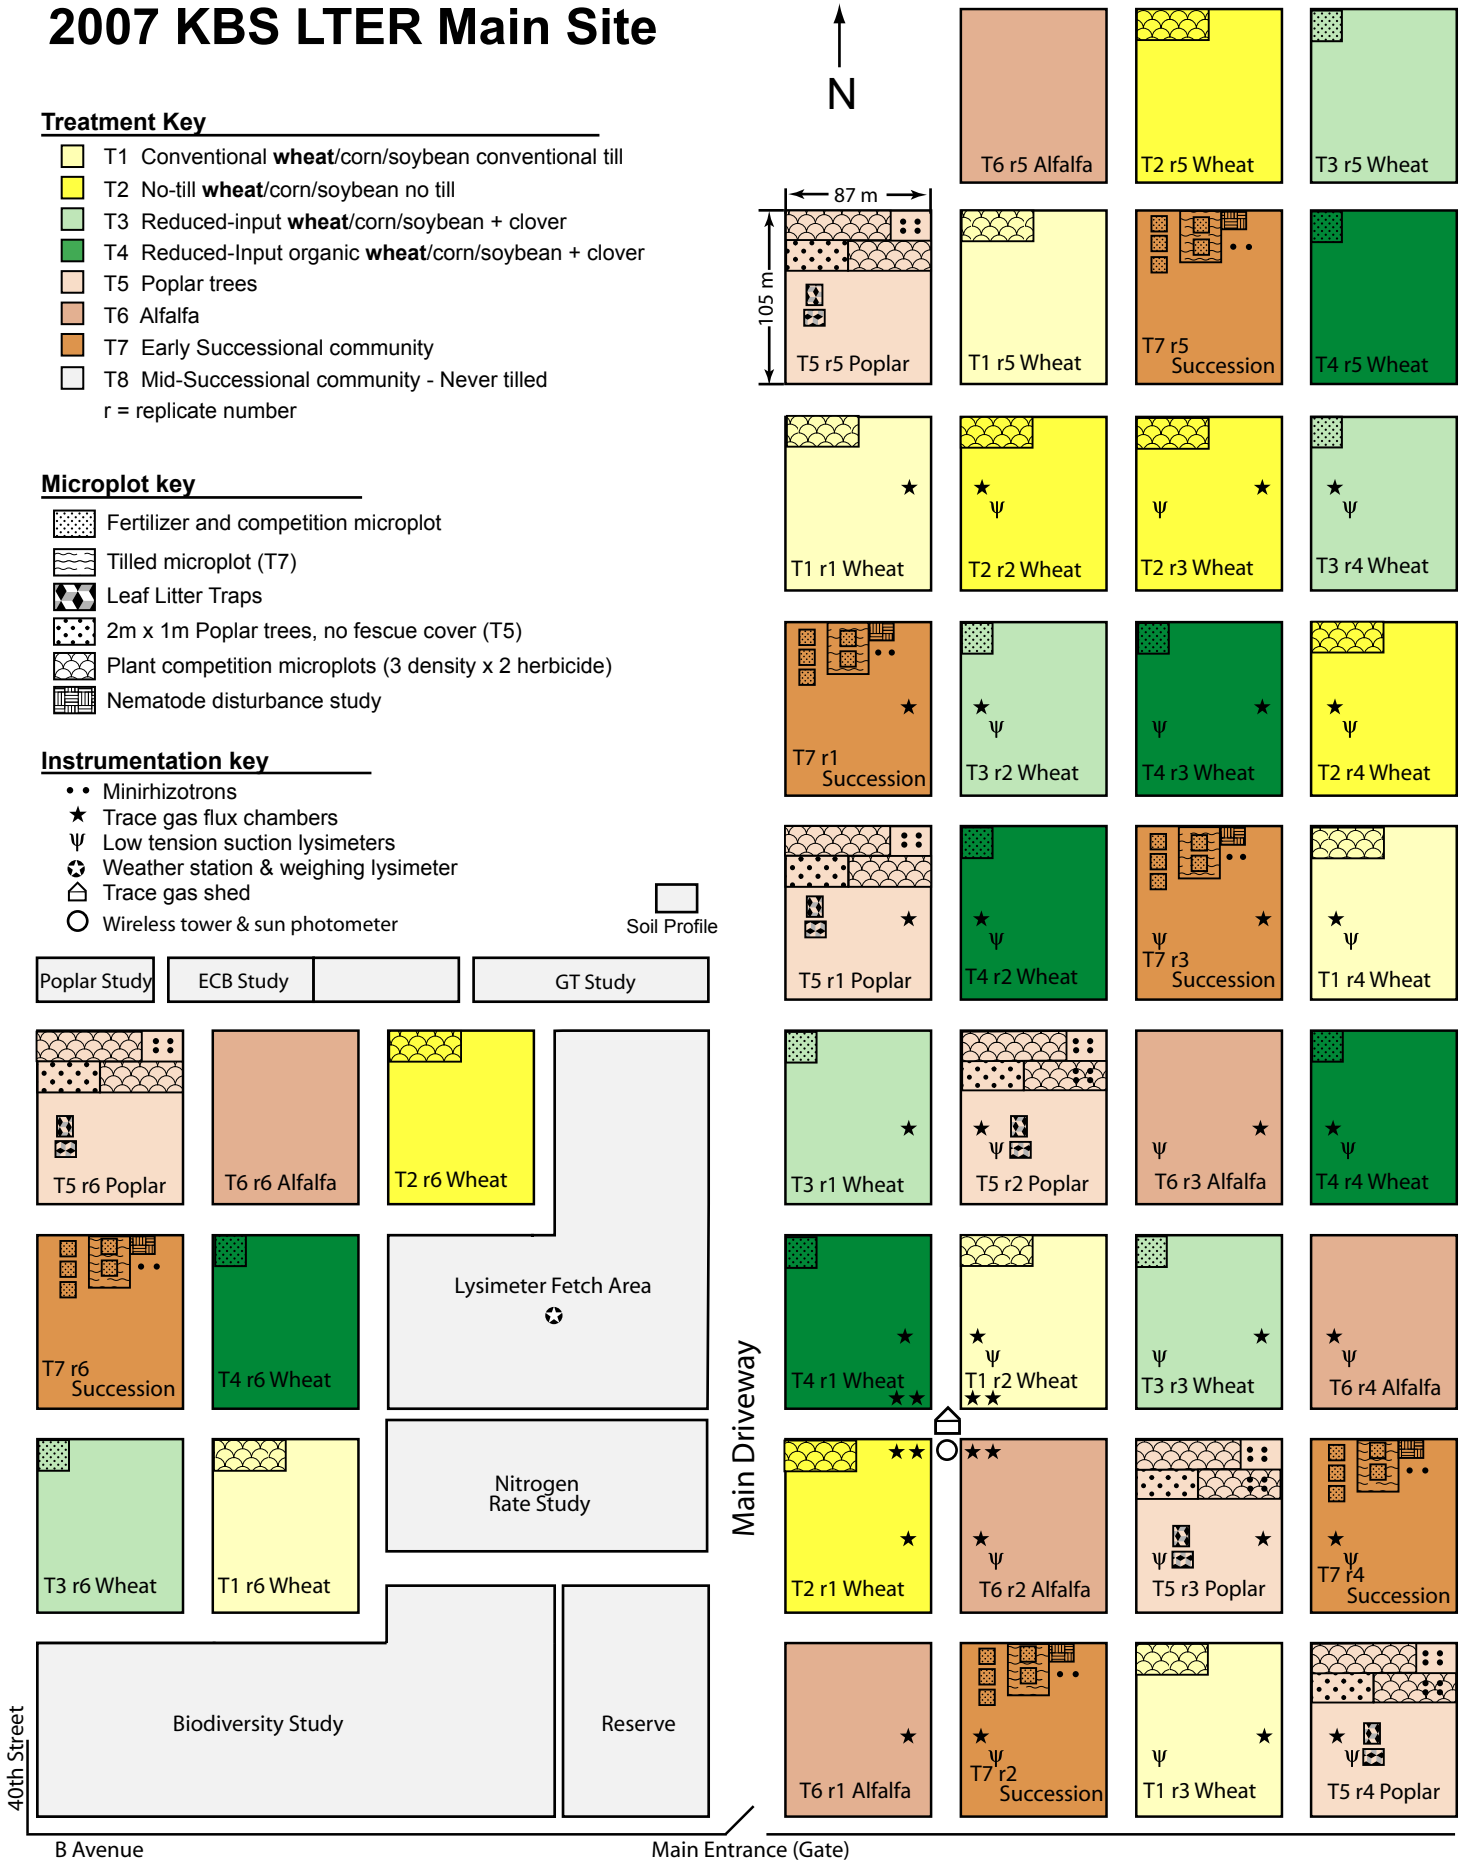 2007 KBS LTER Main Site
N
Treatment Key
T1 Conventional wheat/corn/soybean conventional till
T2 No-till wheat/corn/soybean no till
T3 Reduced-input wheat/corn/soybean + clover
T4 Reduced-Input organic wheat/corn/soybean + clover
T5 Poplar trees
T6 Alfalfa
T7 Early Successional community
T8 Mid-Successional community - Never tilled
r = replicate number
Microplot key
Fertilizer and competition microplot
Tilled microplot (T7)
Leaf Litter Traps
2m x 1m Poplar trees, no fescue cover (T5)
Plant competition microplots (3 density x 2 herbicide)
Nematode disturbance study
Instrumentation key
Minirhizotrons
Trace gas flux chambers
ψ Low tension suction lysimeters
Weather station & weighing lysimeter
Trace gas shed
Wireless tower & sun photometer
Soil Profile
Poplar Study
ECB Study
GT Study
T5 r6 Poplar
T6 r6 Alfalfa
T2 r6 Wheat
Lysimeter Fetch Area
T7 r6
Succession
T4 r6 Wheat
Nitrogen
Rate Study
T3 r6 Wheat
T1 r6 Wheat
Biodiversity Study
Reserve
40th Street
B Avenue
Main Entrance (Gate)
Main Driveway
T6 r5 Alfalfa
T2 r5 Wheat
T3 r5 Wheat
87 m
105 m
T5 r5 Poplar
T1 r5 Wheat
T7 r5
Succession
T4 r5 Wheat
T1 r1 Wheat
ψ
T2 r2 Wheat
ψ
T2 r3 Wheat
ψ
T3 r4 Wheat
T7 r1
Succession
ψ
T3 r2 Wheat
ψ
T4 r3 Wheat
ψ
T2 r4 Wheat
T5 r1 Poplar
ψ
T4 r2 Wheat
ψ
T7 r3
Succession
ψ
T1 r4 Wheat
T3 r1 Wheat
ψ
T5 r2 Poplar
ψ
T6 r3 Alfalfa
ψ
T4 r4 Wheat
T4 r1 Wheat
ψ
T1 r2 Wheat
ψ
T3 r3 Wheat
ψ
T6 r4 Alfalfa
T2 r1 Wheat
ψ
T6 r2 Alfalfa
ψ
T5 r3 Poplar
ψ
T7 r4
Succession
T6 r1 Alfalfa
ψ
T7 r2
Succession
ψ
T1 r3 Wheat
ψ
T5 r4 Poplar